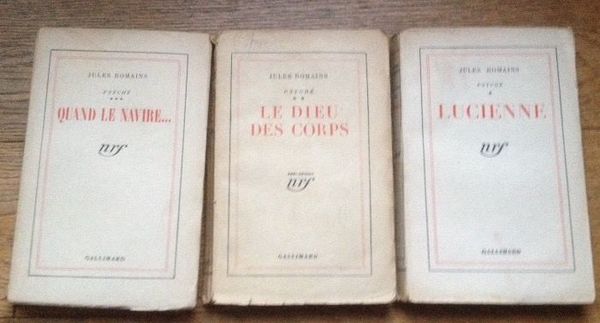 JULES ROMAINS
PSYCHÉ
***
QUAND LE NAVIRE...
nrf
GALLIMARD
JULES ROMAINS
PSYCHÉ
**
LE DIEU
DES CORPS
nrf
GALLIMARD
JULES ROMAINS
PSYCHÉ
*
LUCIENNE
nrf
GALLIMARD